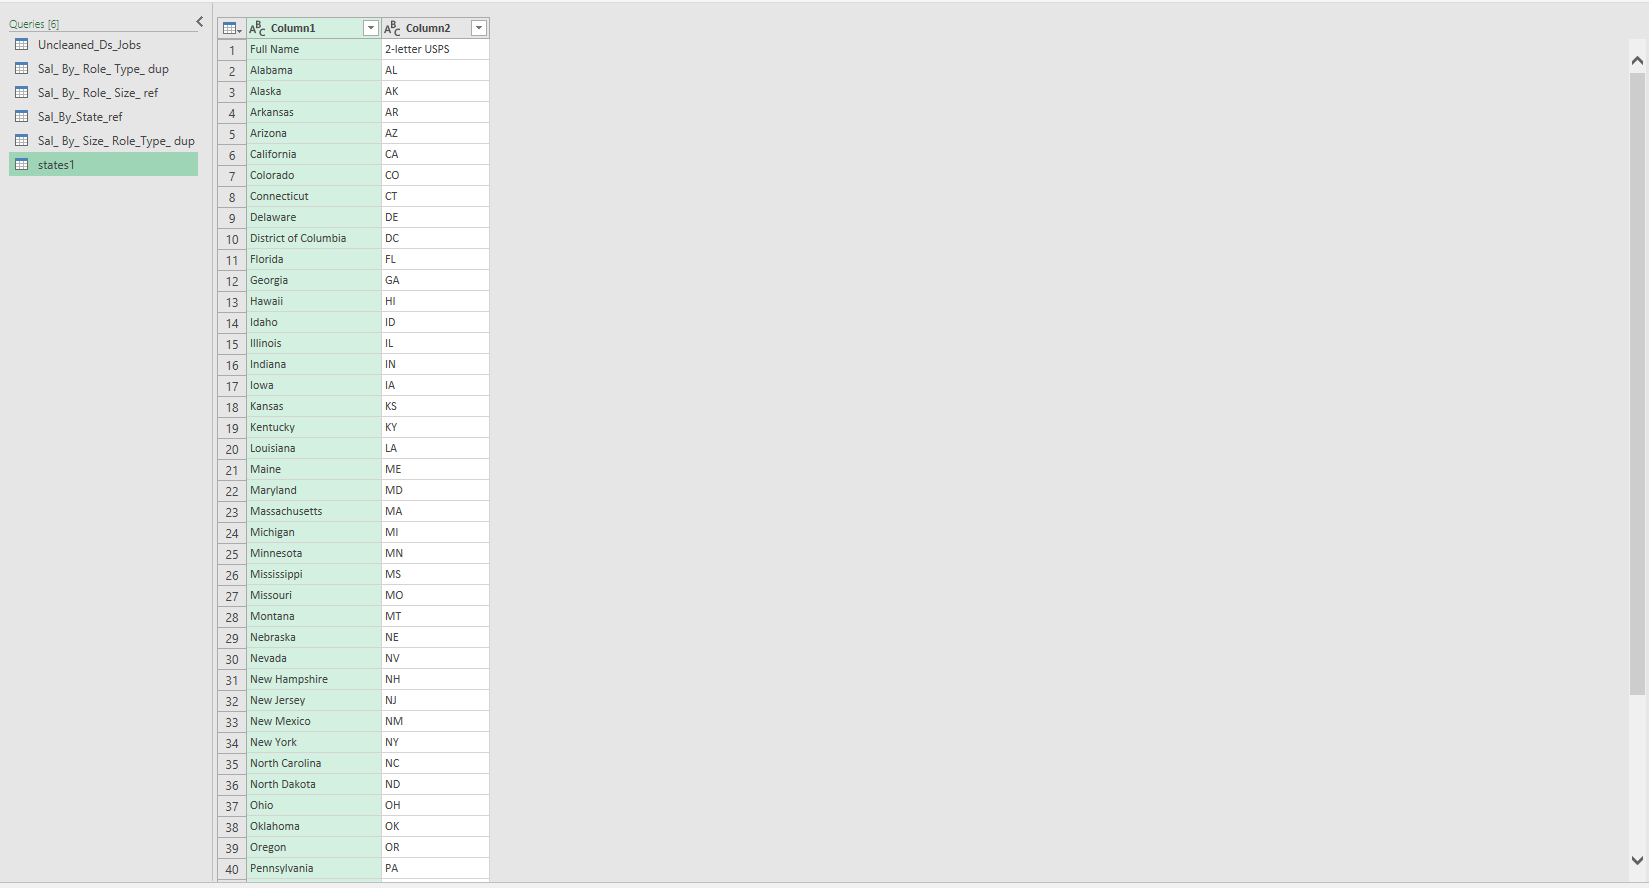 Queries [6]
Uncleaned_Ds_Jobs
Sal_ By_ Role_ Type_ dup
Sal_ By_ Role_ Size_ ref
Sal_By_State_ref
Sal_ By_ Size_ Role_Type_ dup
states1
ABC Column1 ABC Column2
1 Full Name 2-letter USPS
2 Alabama AL
3 Alaska AK
4 Arkansas AR
5 Arizona AZ
6 California CA
7 Colorado CO
8 Connecticut CT
9 Delaware DE
10 District of Columbia DC
11 Florida FL
12 Georgia GA
13 Hawaii HI
14 Idaho ID
15 Illinois IL
16 Indiana IN
17 Iowa IA
18 Kansas KS
19 Kentucky KY
20 Louisiana LA
21 Maine ME
22 Maryland MD
23 Massachusetts MA
24 Michigan MI
25 Minnesota MN
26 Mississippi MS
27 Missouri MO
28 Montana MT
29 Nebraska NE
30 Nevada NV
31 New Hampshire NH
32 New Jersey NJ
33 New Mexico NM
34 New York NY
35 North Carolina NC
36 North Dakota ND
37 Ohio OH
38 Oklahoma OK
39 Oregon OR
40 Pennsylvania PA